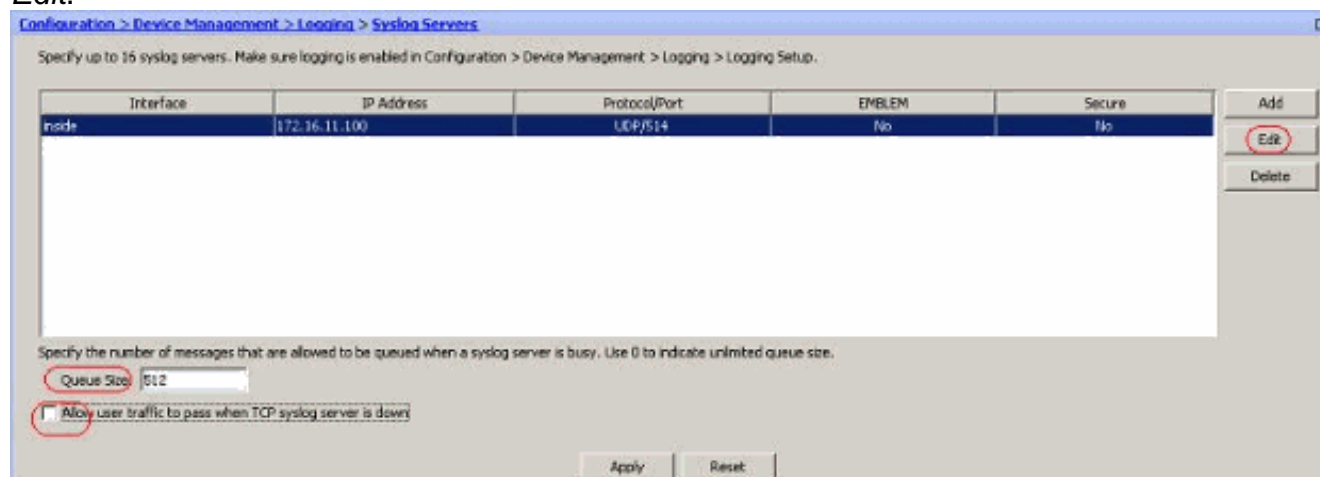 Edit.
Configuration > Device Management > Logging > Syslog Servers
Specify up to 16 syslog servers. Make sure logging is enabled in Configuration > Device Management > Logging > Logging Setup.
Interface IP Address Protocol/Port EMBLEM Secure Add
inside 172.16.11.100 UDP/514 No No
Edit
Delete
Specify the number of messages that are allowed to be queued when a syslog server is busy. Use 0 to indicate unlimited queue size.
Queue Size: 512
Allow user traffic to pass when TCP syslog server is down
Apply Reset